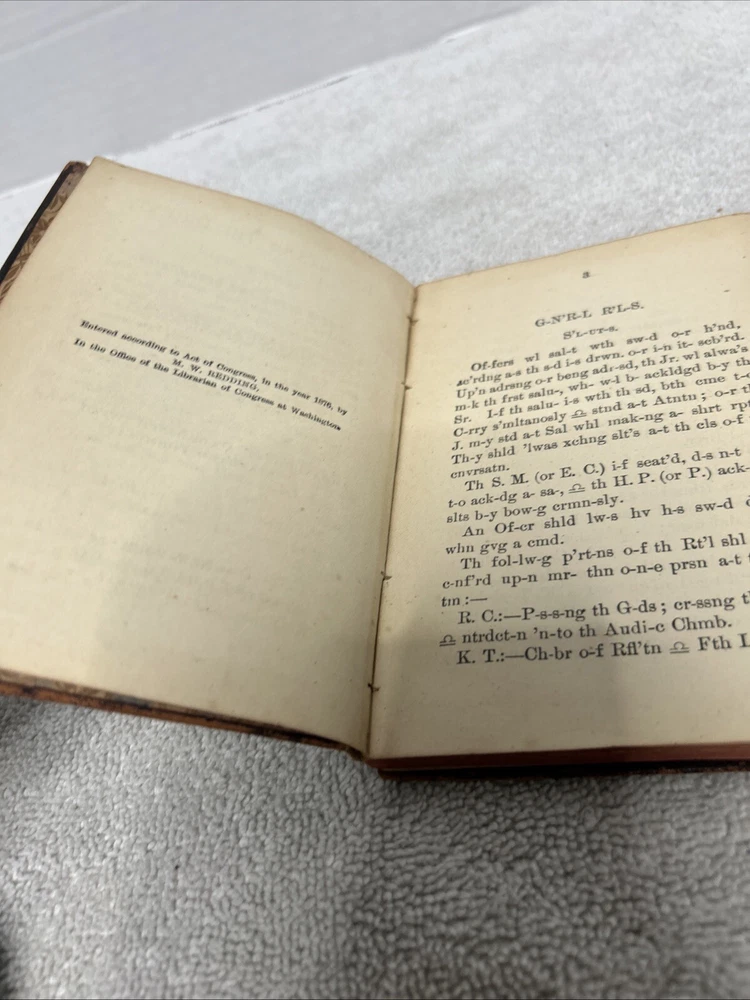 Entered according to Act of Congress, in the year 1876, by
M. W. REDDING,
In the Office of the Librarian of Congress at Washington
3
G-N'R-L R'L-S.
S'L-UT-S.
Of-fcrs wl sal-t wth sw-d o-r h'nd,
ac'rdng a-s th s-d i-s drwn. o-r i-n it- scb'rd.
Up'n adrsng o-r beng adr-sd, th Jr. wl alwa's
m-k th frst salu-, wh- w-l b- ackldgd b-y th
Sr. I-f th salu- i-s wth th sd, bth cme t-o
C-rry s'mltanosly ♎ stnd a-t Atntu; o-r th
J. m-y std a-t Sal whl mak-ng a- shrt rpt
Th-y shld 'lwas xchng slt's a-t th cls o-f
cnvrsatn.
Th S. M. (or E. C.) i-f seat'd, d-s n-t
t-o ack-dg a- sa-, ♎ th H. P. (or P.) ack-
slts b-y bow-g crmn-sly.
An Of-cr shld lw-s hv h-s sw-d
whn gvg a cmd.
Th fol-lw-g p'rt-ns o-f th Rt'l shl
c-nf'rd up-n mr- thn o-n-e prsn a-t
tm :—
R. C.:—P-s-s-ng th G-ds; cr-ssng th
♎ ntrdct-n 'n-to th Audi-c Chmb.
K. T.:—Ch-br o-f Rfl'tn ♎ Fth L